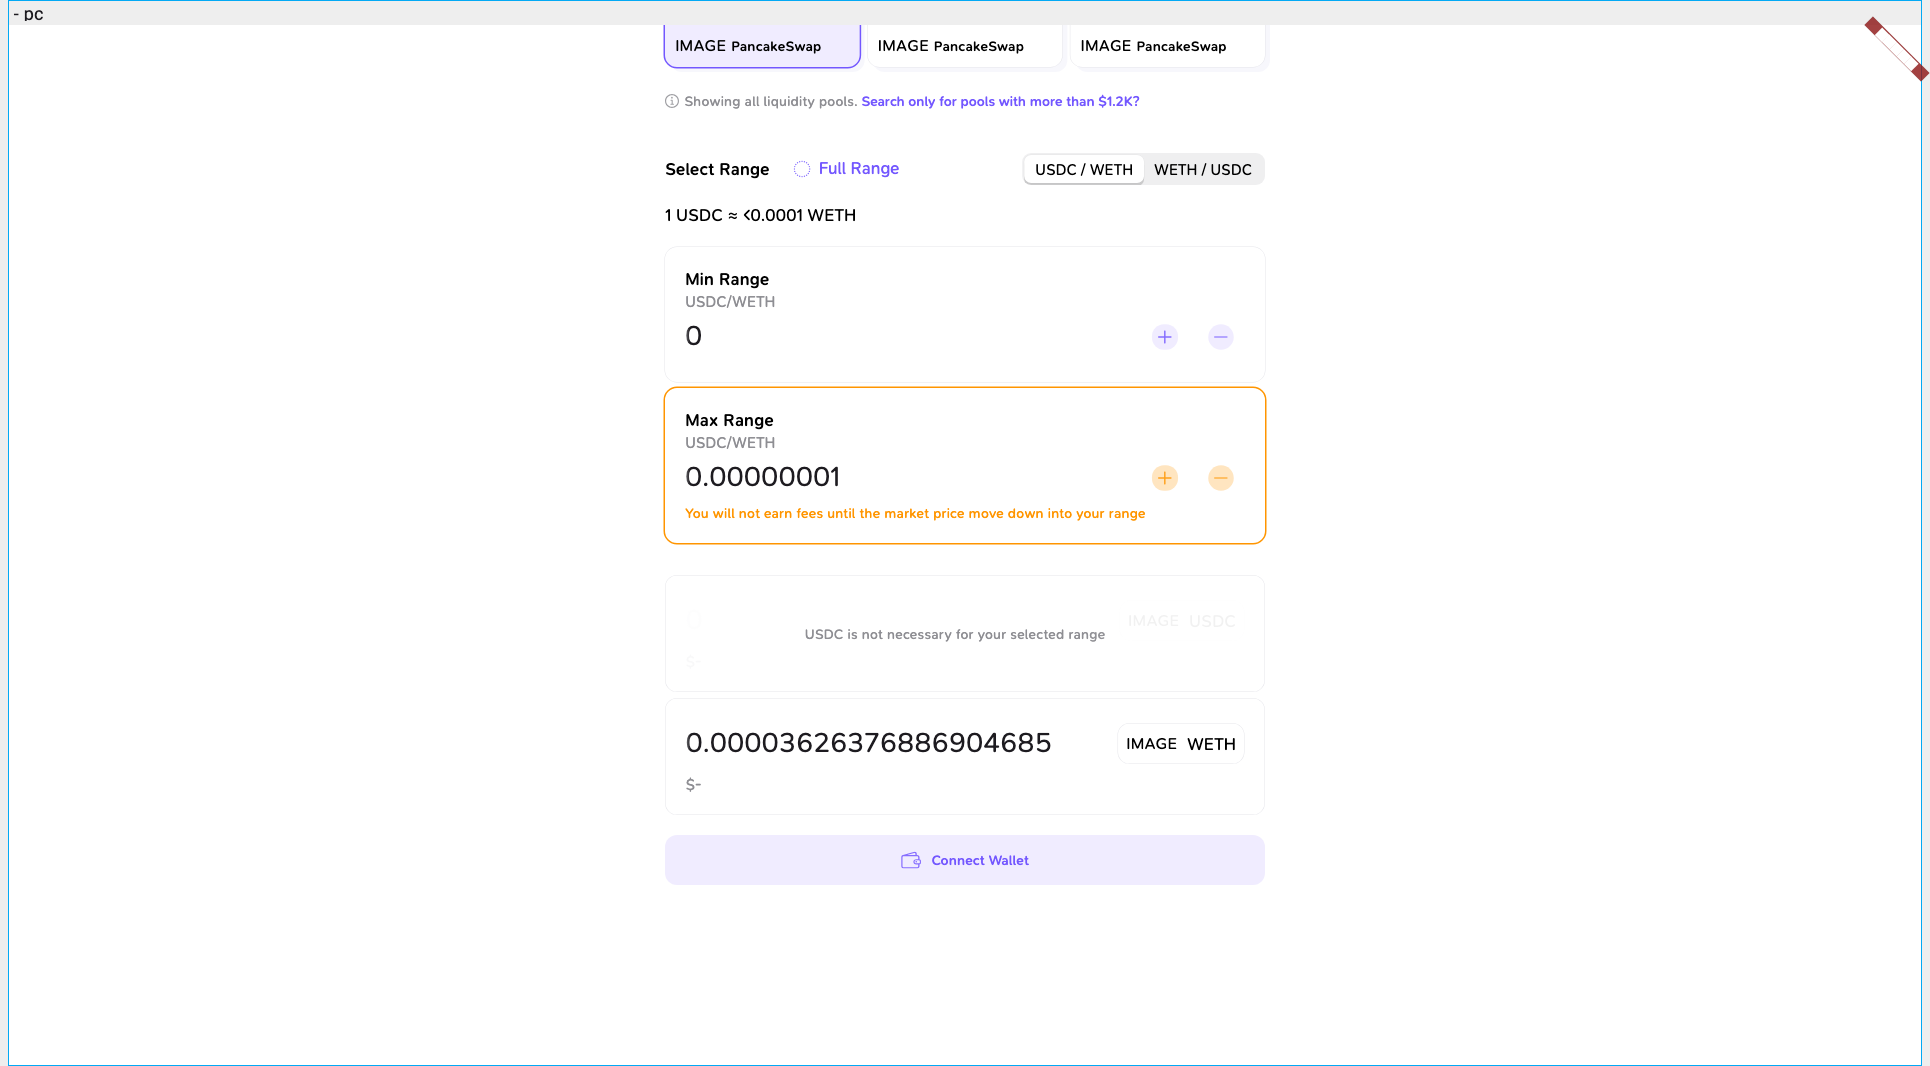 - pc
IMAGE PancakeSwap IMAGE PancakeSwap IMAGE PancakeSwap
Showing all liquidity pools. Search only for pools with more than $1.2K?
Select Range Full Range USDC / WETH WETH / USDC
1 USDC ≈ <0.0001 WETH
Min Range
USDC/WETH
0
Max Range
USDC/WETH
0.00000001
You will not earn fees until the market price move down into your range
0 IMAGE USDC
USDC is not necessary for your selected range
$-
0.00003626376886904685 IMAGE WETH
$-
Connect Wallet